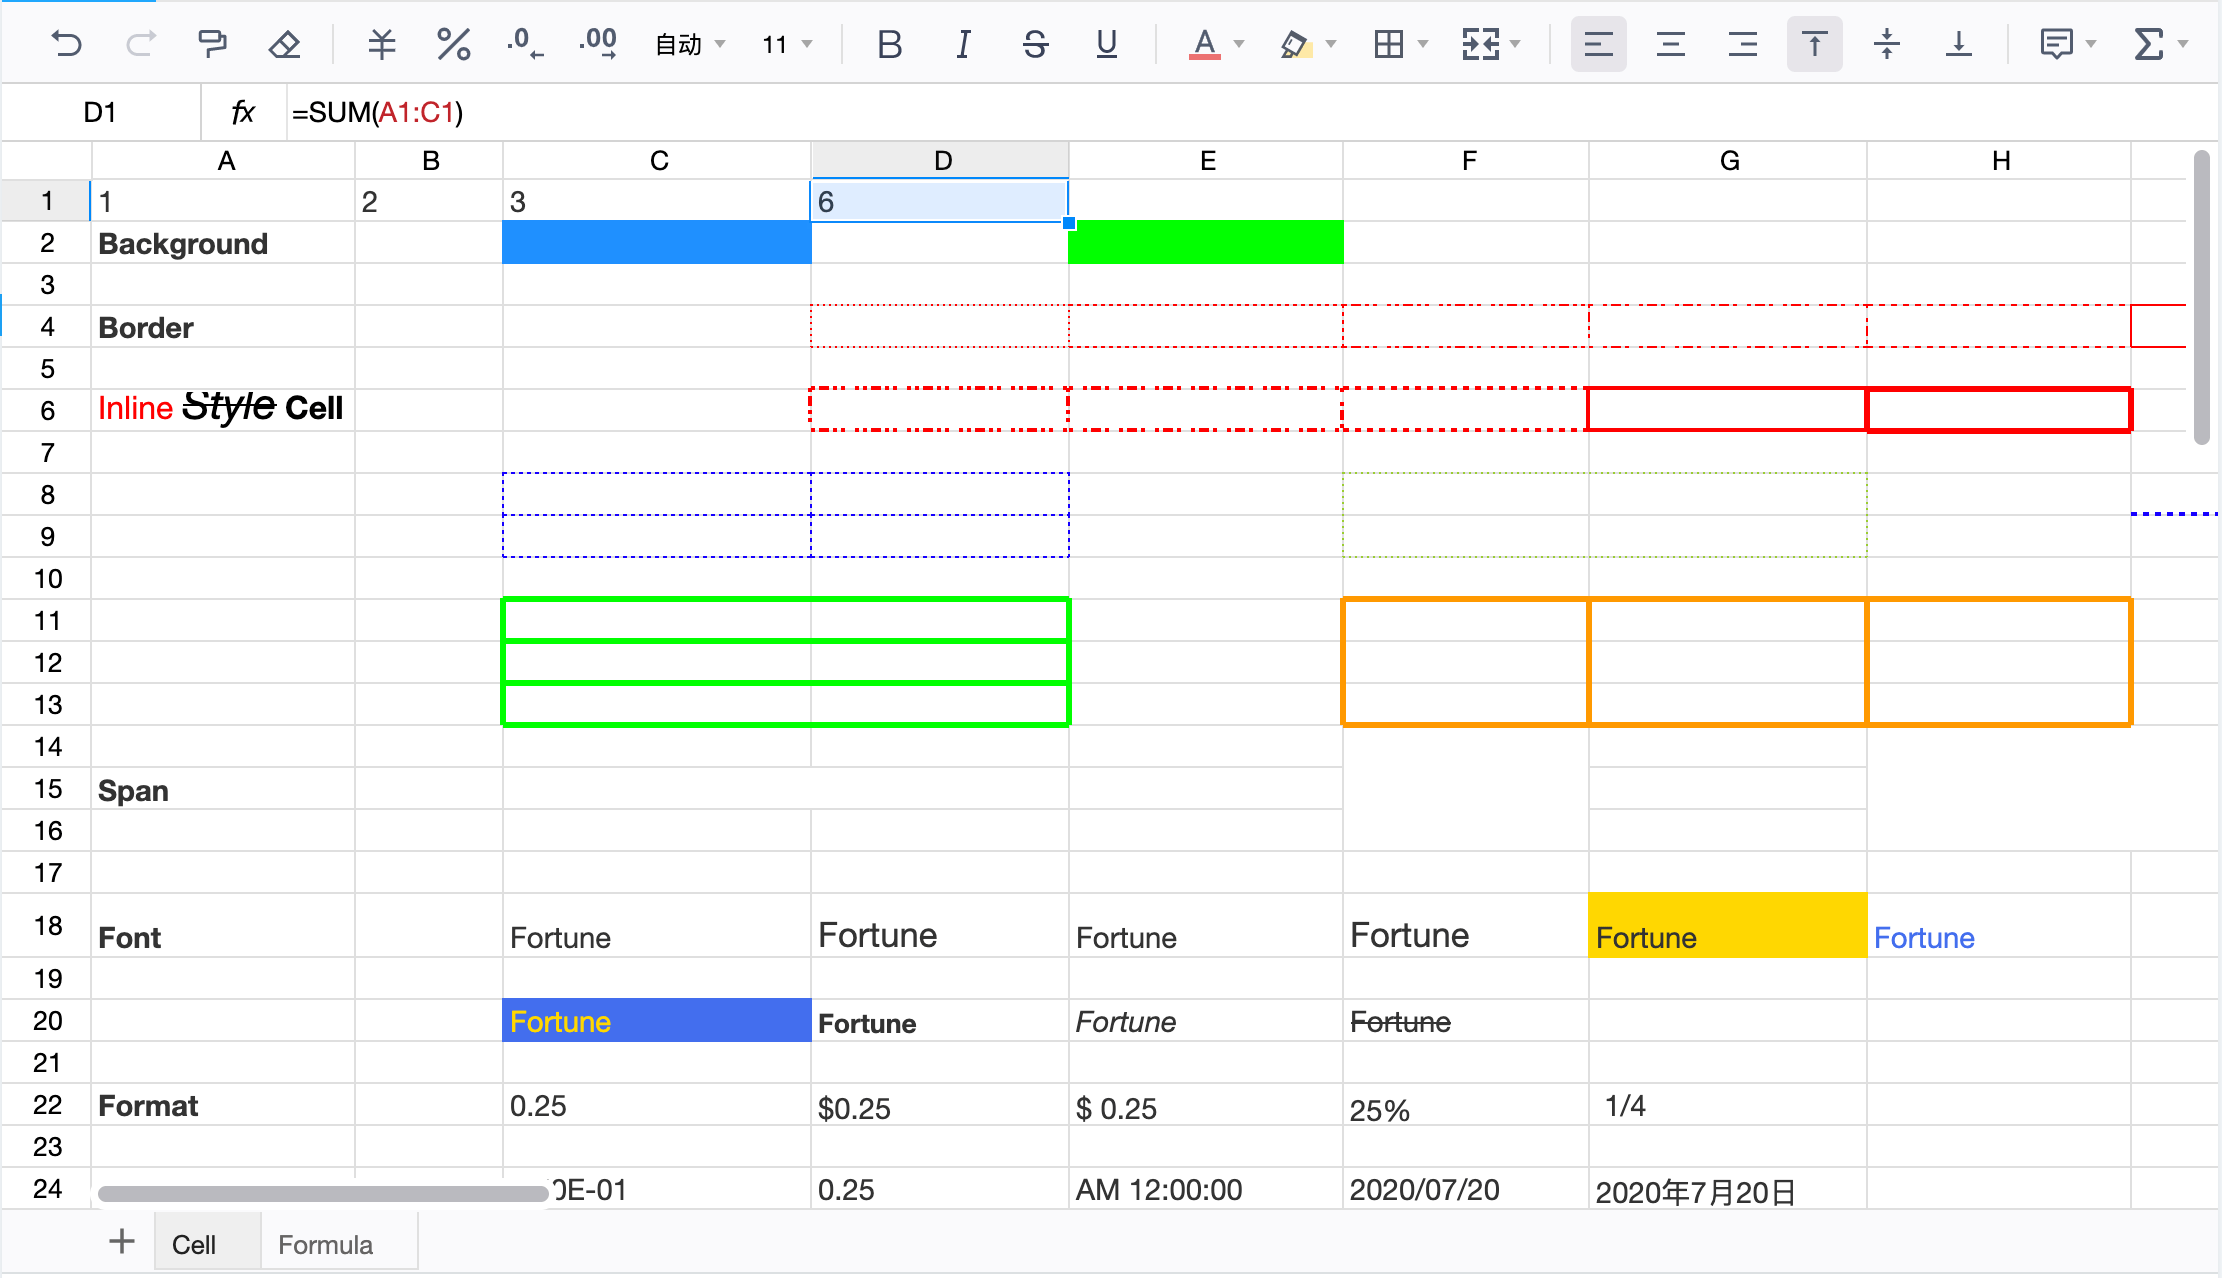 .0 .00 自动 11 B I S U A
D1 fx =SUM(A1:C1)
A B C D E F G H
1 1 2 3 6
2 Background
3
4 Border
5
6 Inline Style Cell
7
8
9
10
11
12
13
14
15 Span
16
17
18 Font Fortune Fortune Fortune Fortune Fortune Fortune
19
20 Fortune Fortune Fortune Fortune
21
22 Format 0.25 $0.25 $ 0.25 25% 1/4
23
24 0E-01 0.25 AM 12:00:00 2020/07/20 2020年7月20日
Cell Formula